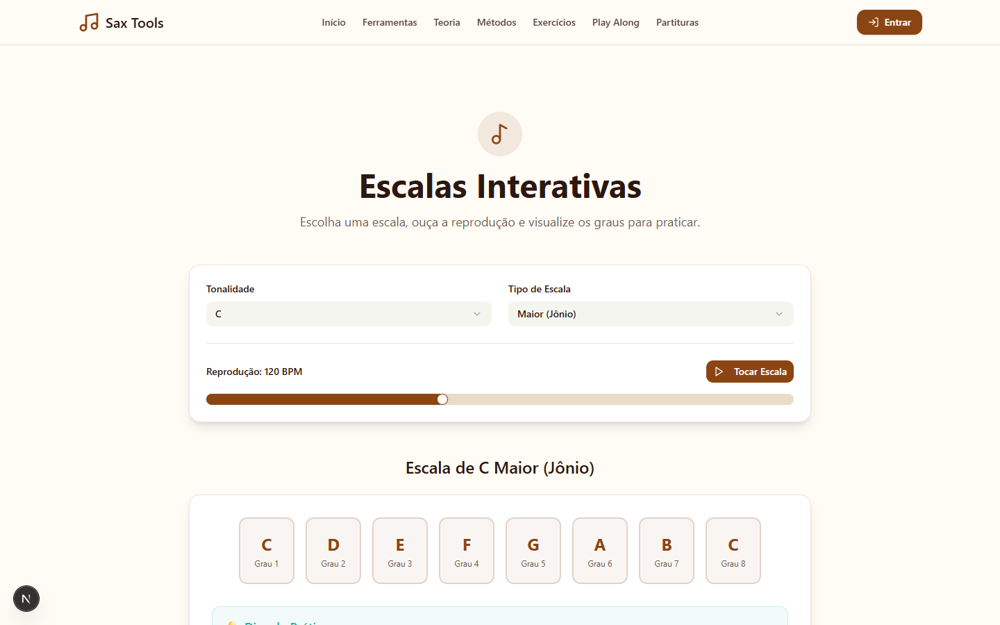 Sax Tools
Início
Ferramentas
Teoria
Métodos
Exercícios
Play Along
Partituras
Entrar
Escalas Interativas
Escolha uma escala, ouça a reprodução e visualize os graus para praticar.
Tonalidade
Tipo de Escala
C
Maior (Jônio)
Reprodução: 120 BPM
Tocar Escala
Escala de C Maior (Jônio)
C
Grau 1
D
Grau 2
E
Grau 3
F
Grau 4
G
Grau 5
A
Grau 6
B
Grau 7
C
Grau 8
N